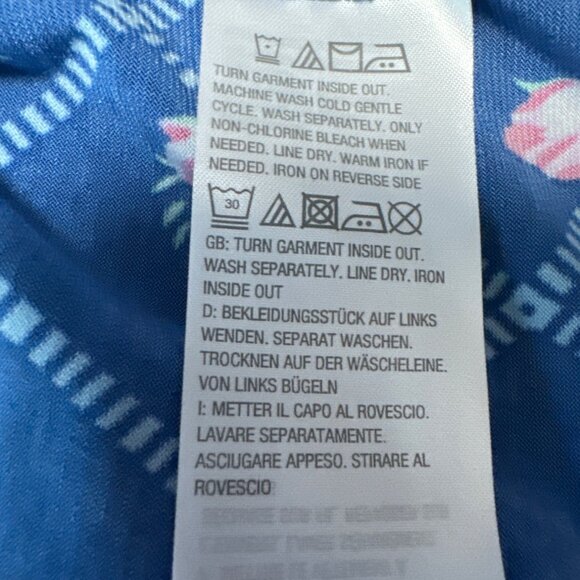 TURN GARMENT INSIDE OUT.
MACHINE WASH COLD GENTLE
CYCLE. WASH SEPARATELY. ONLY
NON-CHLORINE BLEACH WHEN
NEEDED. LINE DRY. WARM IRON IF
NEEDED. IRON ON REVERSE SIDE
30
GB: TURN GARMENT INSIDE OUT.
WASH SEPARATELY. LINE DRY. IRON
INSIDE OUT
D: BEKLEIDUNGSSTÜCK AUF LINKS
WENDEN. SEPARAT WASCHEN.
TROCKNEN AUF DER WÄSCHELEINE.
VON LINKS BÜGELN
I: METTER IL CAPO AL ROVESCIO.
LAVARE SEPARATAMENTE.
ASCIUGARE APPESO. STIRARE AL
ROVESCIO